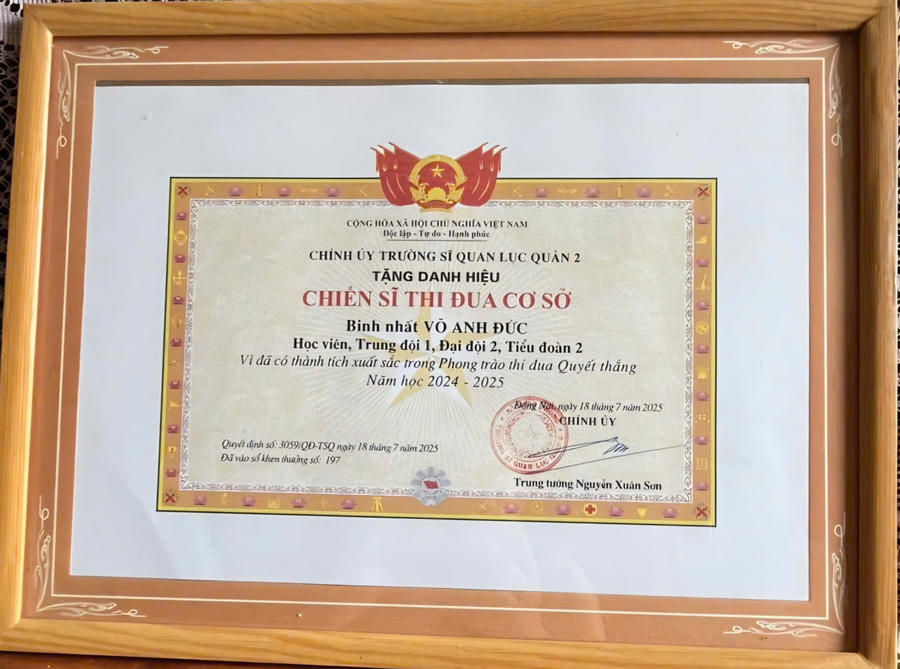 CỘNG HÒA XÃ HỘI CHỦ NGHĨA VIỆT NAM
Độc lập - Tự do - Hạnh phúc
CHÍNH ỦY TRƯỜNG SĨ QUAN LỤC QUÂN 2
TẶNG DANH HIỆU
CHIẾN SĨ THI ĐUA CƠ SỞ
Binh nhất VÕ ANH ĐỨC
Học viên, Trung đội 1, Đại đội 2, Tiểu đoàn 2
Vì đã có thành tích xuất sắc trong Phong trào thi đua Quyết thắng
Năm học 2024 - 2025
Đồng Nai, ngày 18 tháng 7 năm 2025
CHÍNH ỦY
Quyết định số: 3059/QĐ-TSQ ngày 18 tháng 7 năm 2025
Đã vào sổ khen thưởng số: 197
SĨ QUAN LỤC
Trung tướng Nguyễn Xuân Sơn